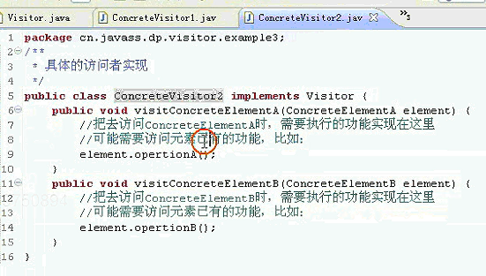 Visitor.java ConcreteVisitor1.jav ConcreteVisitor2.jav
1 package cn.javass.dp.visitor.example3;
2 /**
3 * 具体的访问者实现
4 */
5 public class ConcreteVisitor2 implements Visitor {
6 public void visitConcreteElementA(ConcreteElementA element) {
7 //把去访问ConcreteElementA时，需要执行的功能实现在这里
8 //可能需要访问元素已有的功能，比如：
9 element.opertionA();
10 }
11 public void visitConcreteElementB(ConcreteElementB element) {
12 //把去访问ConcreteElementB时，需要执行的功能实现在这里
13 //可能需要访问元素已有的功能，比如：
14 element.opertionB();
15 }
16 }